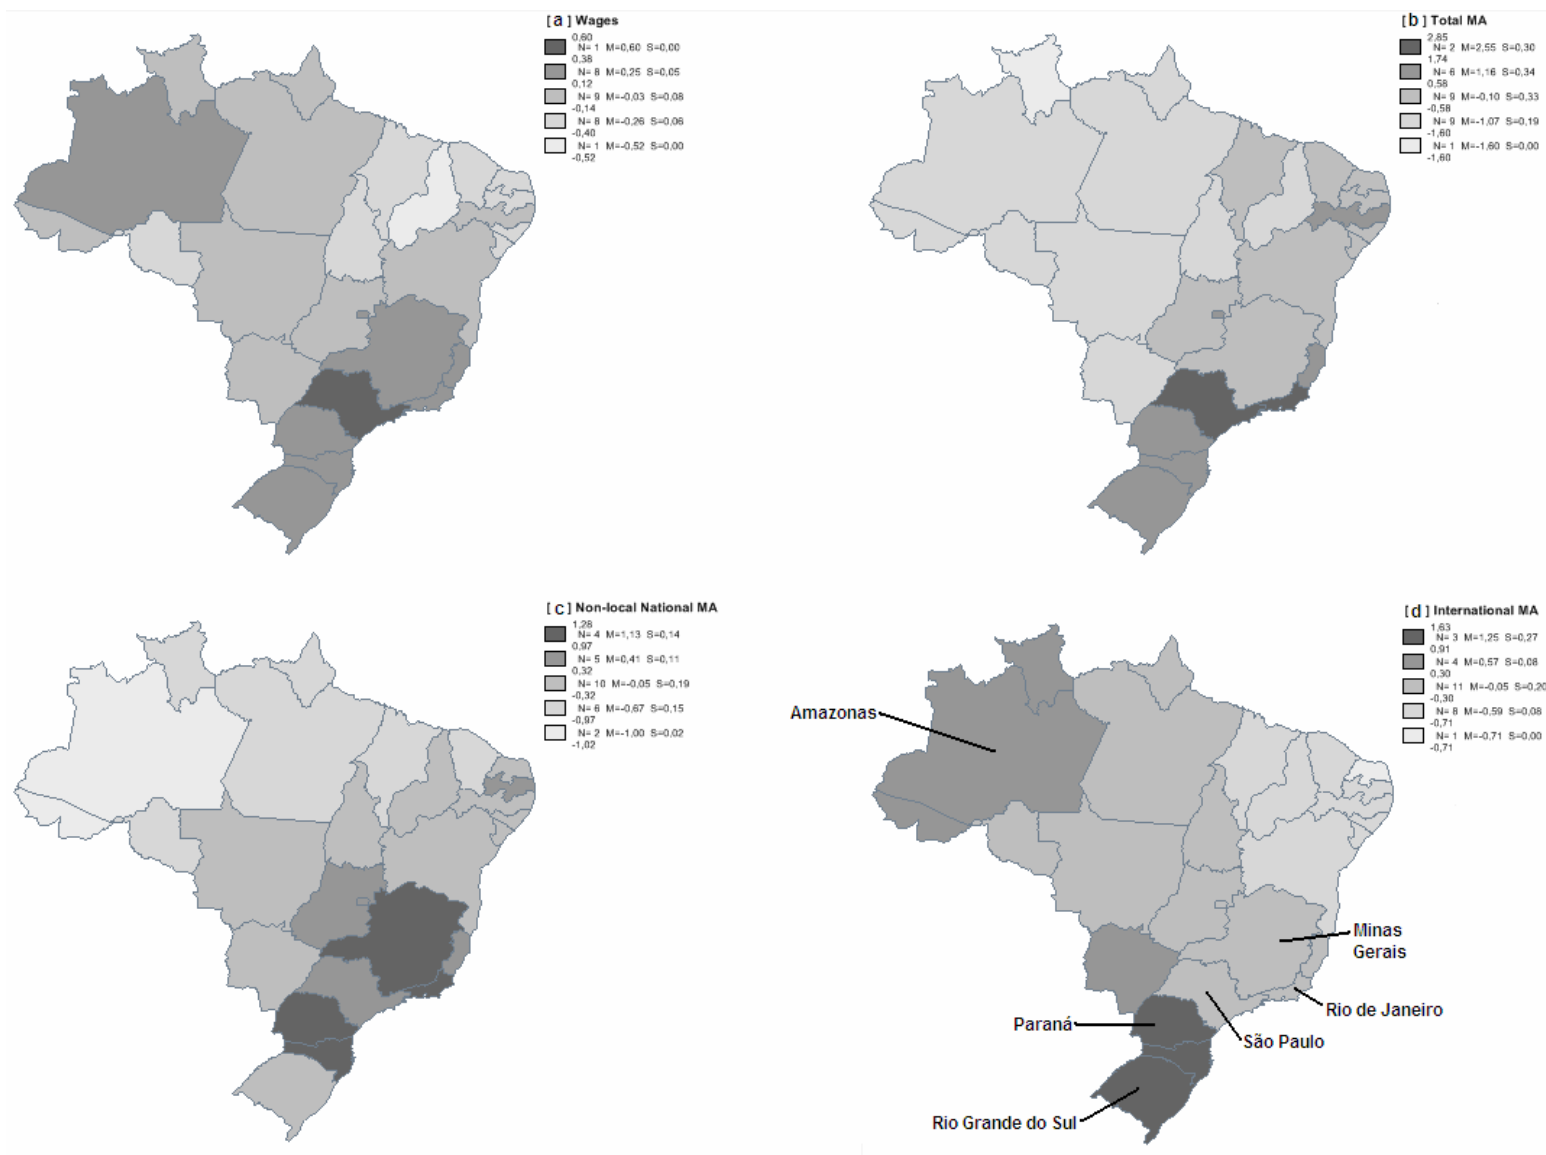 [ a ] Wages
0,60
N= 1 M=0,60 S=0,00
0,38
N= 8 M=0,25 S=0,05
0,12
N= 9 M=-0,03 S=0,08
-0,14
N= 8 M=-0,26 S=0,06
-0,40
N= 1 M=-0,52 S=0,00
-0,52
[ b ] Total MA
2,85
N= 2 M=2,55 S=0,30
1,74
N= 6 M=1,16 S=0,34
0,58
N= 9 M=-0,10 S=0,33
-0,58
N= 9 M=-1,07 S=0,19
-1,60
N= 1 M=-1,60 S=0,00
-1,60
[ c ] Non-local National MA
1,28
N= 4 M=1,13 S=0,14
0,97
N= 5 M=0,41 S=0,11
0,32
N= 10 M=-0,05 S=0,19
-0,32
N= 6 M=-0,67 S=0,15
-0,97
N= 2 M=-1,00 S=0,02
-1,02
[ d ] International MA
1,63
N= 3 M=1,25 S=0,27
0,91
N= 4 M=0,57 S=0,08
0,30
N= 11 M=-0,05 S=0,20
-0,30
N= 8 M=-0,59 S=0,08
-0,71
N= 1 M=-0,71 S=0,00
-0,71
Amazonas
Minas
Gerais
Rio de Janeiro
São Paulo
Paraná
Rio Grande do Sul